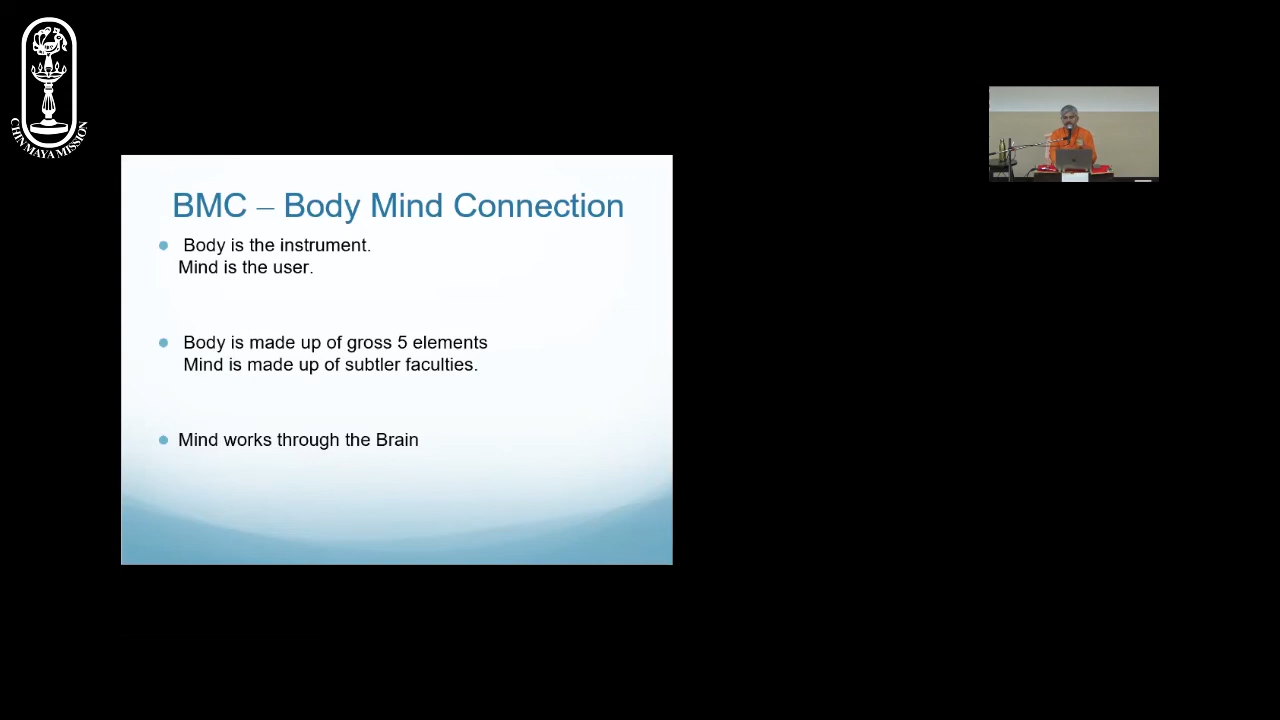 CHINMAYA MISSION
BMC – Body Mind Connection
Body is the instrument.
Mind is the user.
Body is made up of gross 5 elements
Mind is made up of subtler faculties.
Mind works through the Brain